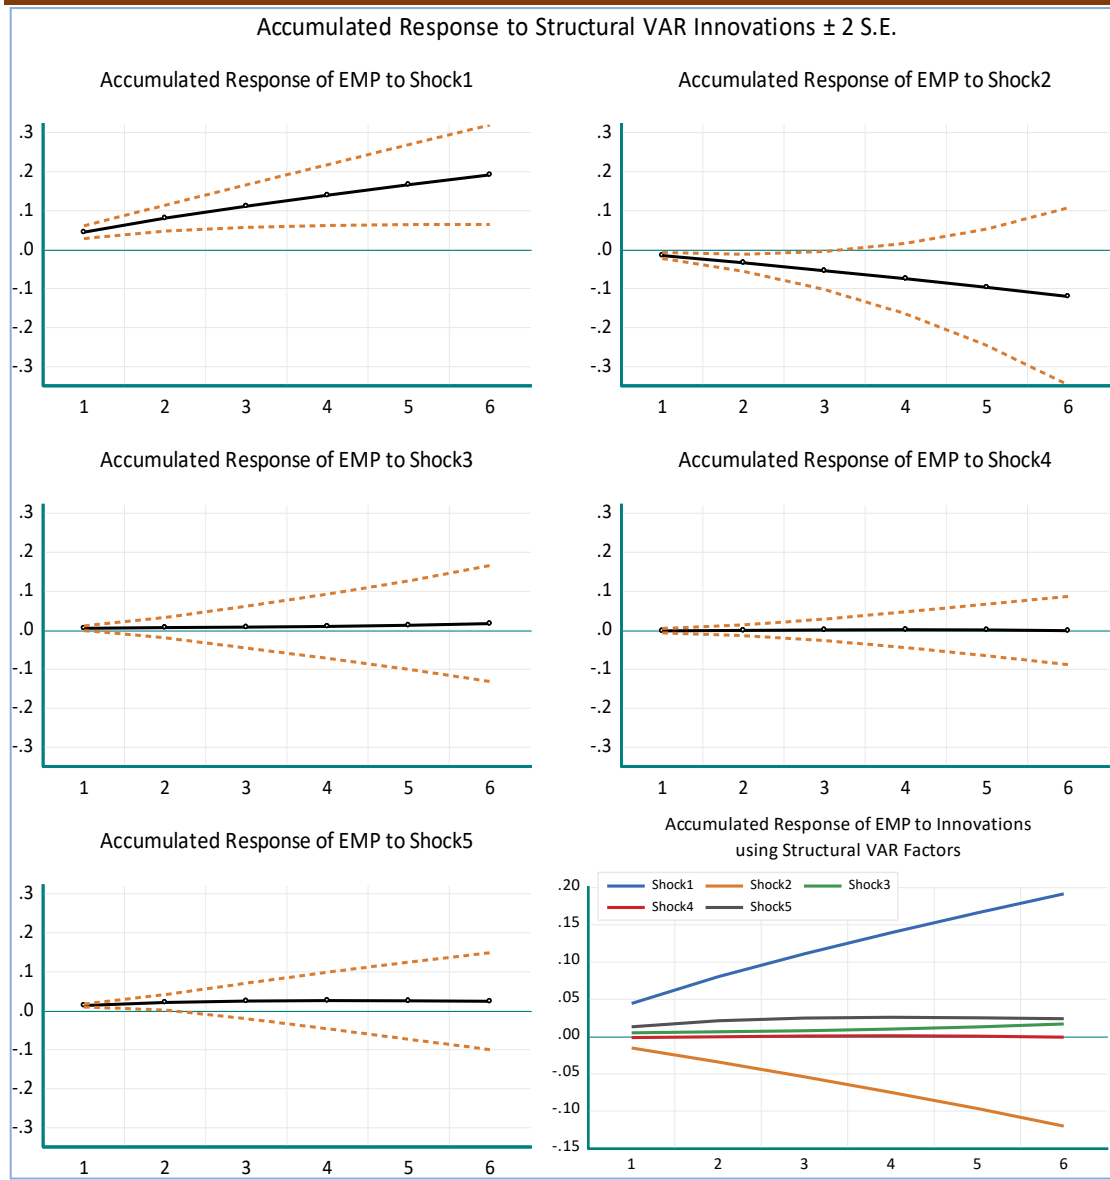 Accumulated Response to Structural VAR Innovations ± 2 S.E.
Accumulated Response of EMP to Shock1
.3
.2
.1
.0
-.1
-.2
-.3
1 2 3 4 5 6
Accumulated Response of EMP to Shock2
.3
.2
.1
.0
-.1
-.2
-.3
1 2 3 4 5 6
Accumulated Response of EMP to Shock3
.3
.2
.1
.0
-.1
-.2
-.3
1 2 3 4 5 6
Accumulated Response of EMP to Shock4
.3
.2
.1
.0
-.1
-.2
-.3
1 2 3 4 5 6
Accumulated Response of EMP to Shock5
.3
.2
.1
.0
-.1
-.2
-.3
1 2 3 4 5 6
Accumulated Response of EMP to Innovations
using Structural VAR Factors
Shock1 Shock2 Shock3
Shock4 Shock5
.20
.15
.10
.05
.00
-.05
-.10
-.15
1 2 3 4 5 6